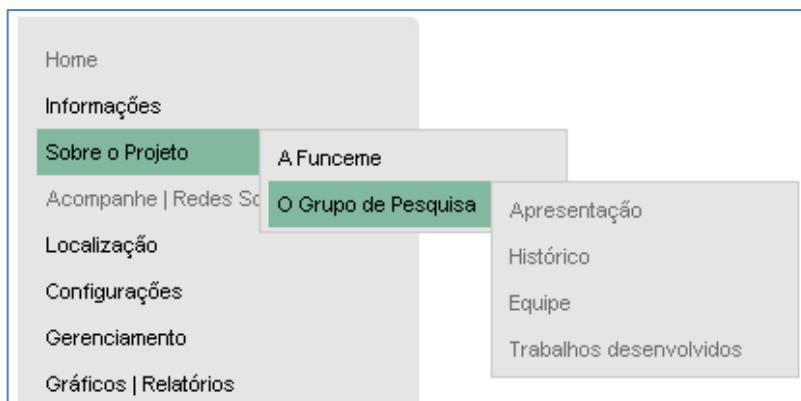 Home
Informações
Sobre o Projeto
A Funceme
Acompanhe | Redes So
O Grupo de Pesquisa
Apresentação
Localização
Histórico
Configurações
Equipe
Gerenciamento
Trabalhos desenvolvidos
Gráficos | Relatórios